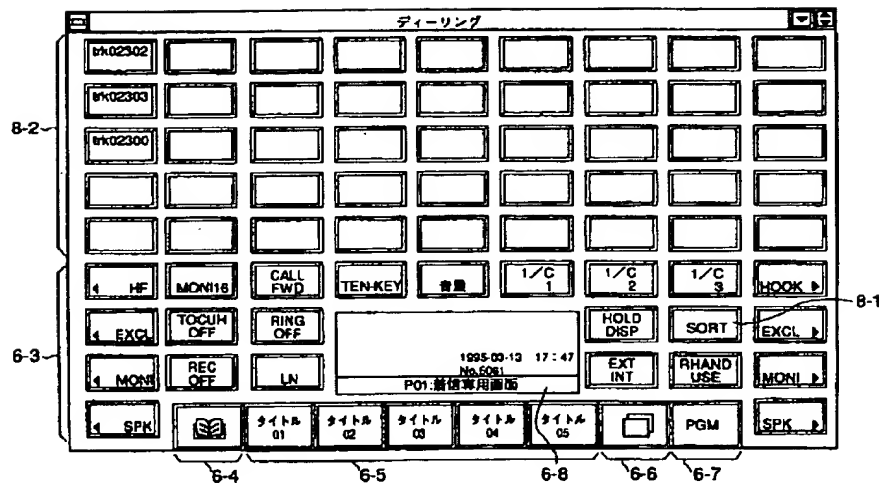 ディーリング
trk02302
trk02303
8-2
trk02300
HF
MONI16
CALL
FWD
TEN-KEY
音量
1/C
1
1/C
2
1/C
3
HOOK
8-1
EXCL
TOCUH
OFF
RING
OFF
HOLD
DISP
SORT
EXCL
6-3
1995-03-13 17:47
No.5061
P01:着信専用画面
MONI
REC
OFF
LN
EXT
INT
RHAND
USE
MONI
SPK
タイトル
01
タイトル
02
タイトル
03
タイトル
04
タイトル
05
PGM
SPK
6-4
6-5
6-8
6-6
6-7